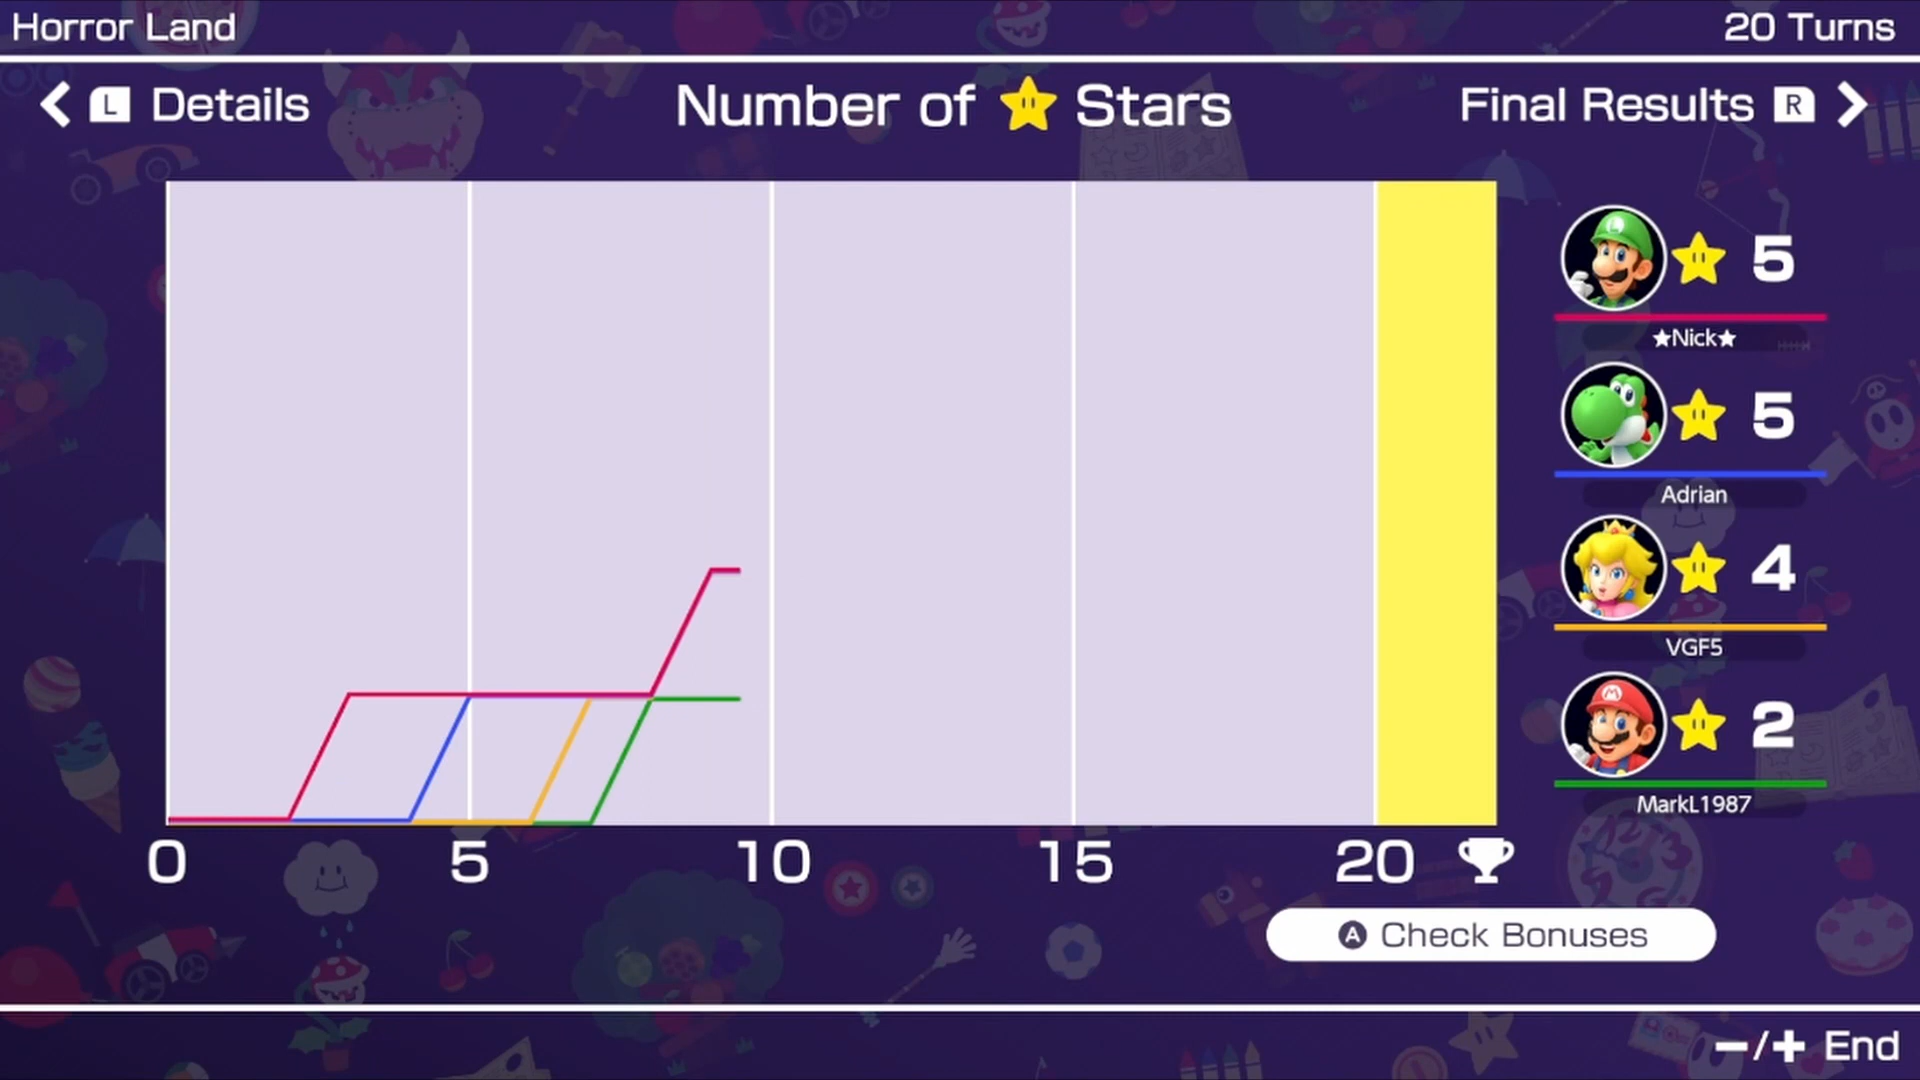 Horror Land
20 Turns
L Details
Number of Stars
Final Results R
5
★Nick★
5
Adrian
4
VGF5
2
MarkL1987
0 5 10 15 20
A Check Bonuses
−/+ End